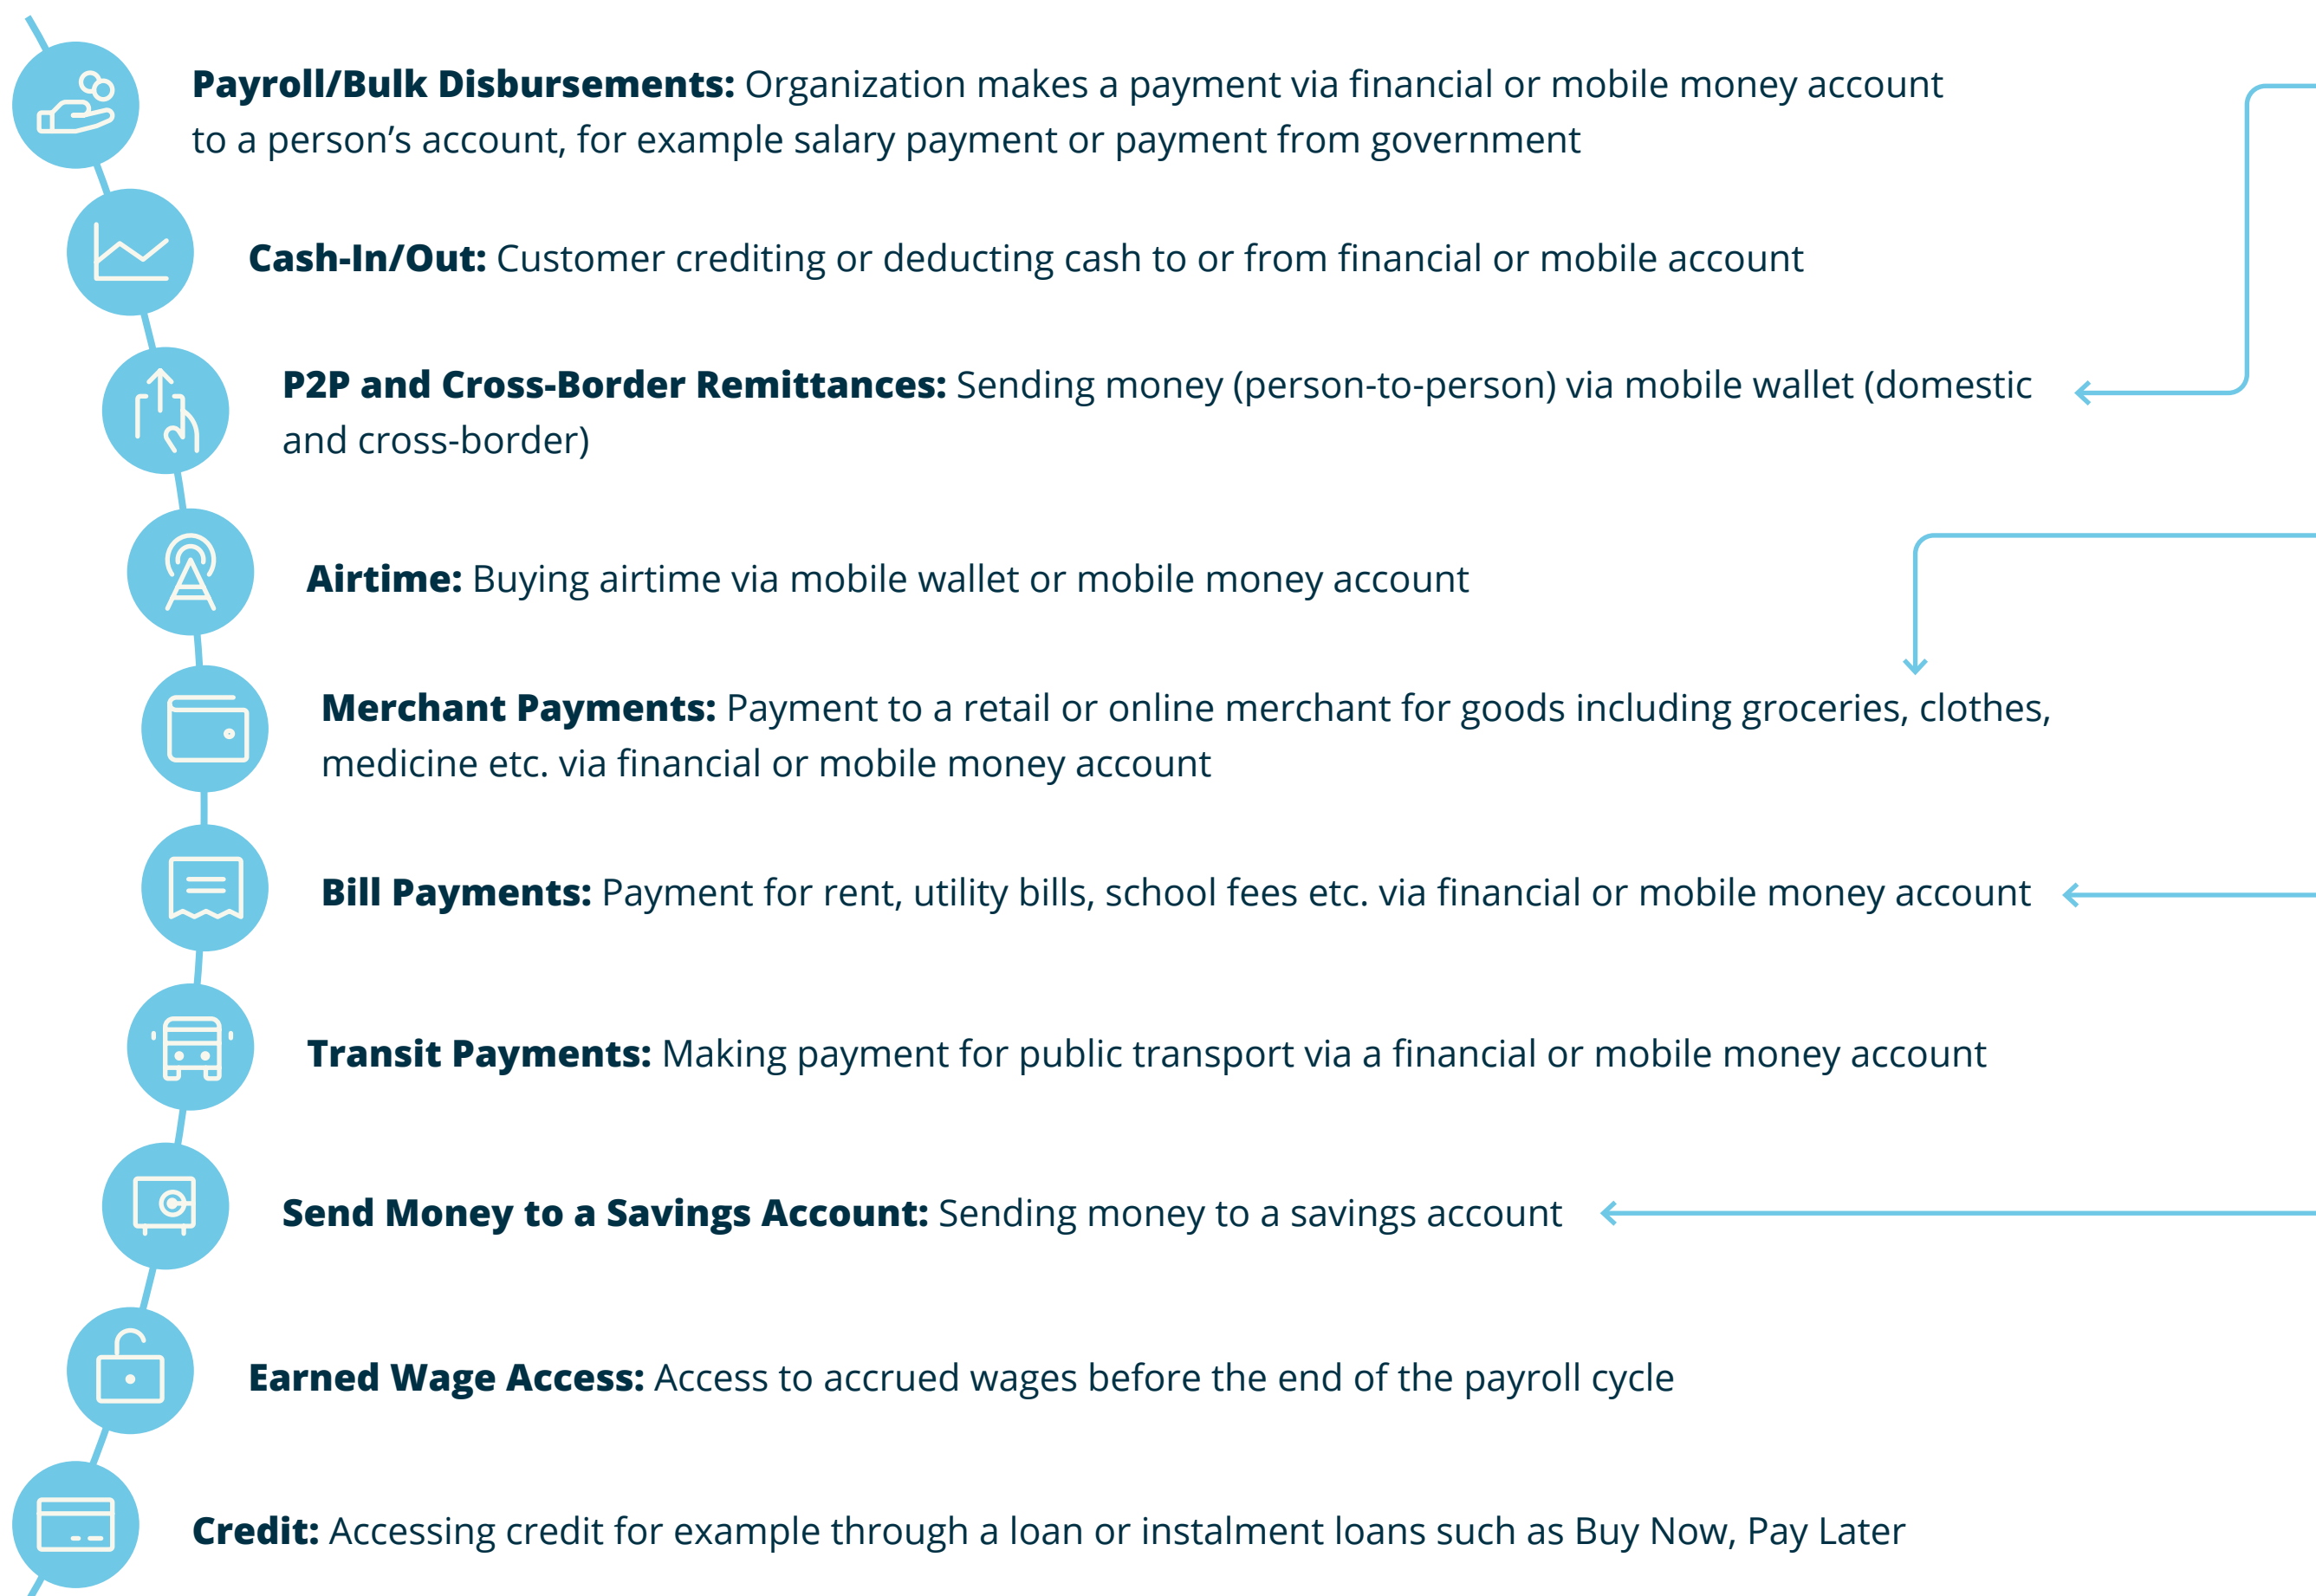 Payroll/Bulk Disbursements: Organization makes a payment via financial or mobile money account
to a person’s account, for example salary payment or payment from government
Cash-In/Out: Customer crediting or deducting cash to or from financial or mobile account
P2P and Cross-Border Remittances: Sending money (person-to-person) via mobile wallet (domestic
and cross-border)
Airtime: Buying airtime via mobile wallet or mobile money account
Merchant Payments: Payment to a retail or online merchant for goods including groceries, clothes,
medicine etc. via financial or mobile money account
Bill Payments: Payment for rent, utility bills, school fees etc. via financial or mobile money account
Transit Payments: Making payment for public transport via a financial or mobile money account
Send Money to a Savings Account: Sending money to a savings account
Earned Wage Access: Access to accrued wages before the end of the payroll cycle
Credit: Accessing credit for example through a loan or instalment loans such as Buy Now, Pay Later